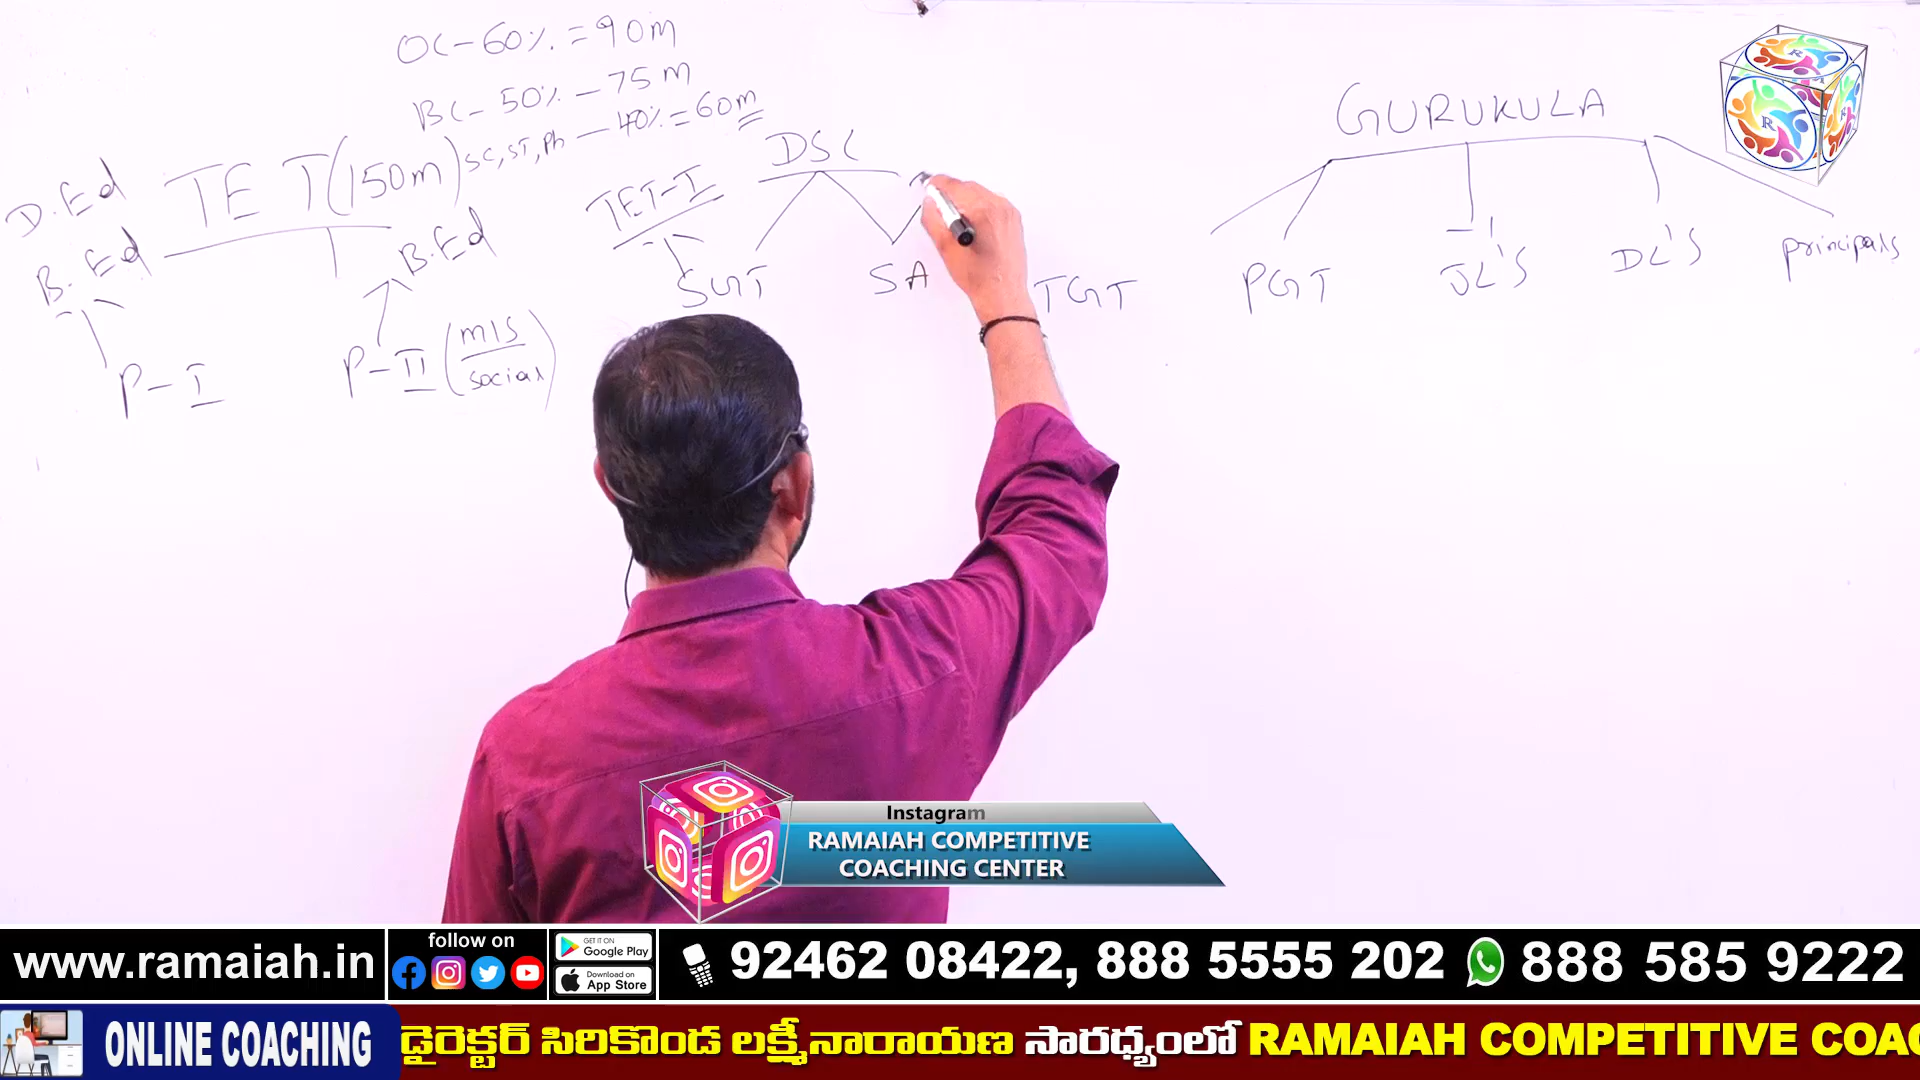 OC - 60% = 90m
BC - 50% - 75m
SC, ST, Ph - 40% = 60m
D.Ed
B.Ed
TET (150m)
B.Ed
P-I
P-II (MIS
social)
DSC
TET-I
SGT
SA
TGT
GURUKULA
PGT
JL'S
DL'S
principals
R
Instagram
RAMAIAH COMPETITIVE
COACHING CENTER
www.ramaiah.in
follow on
GET IT ON
Google Play
Download on
App Store
92462 08422, 888 5555 202
888 585 9222
ONLINE COACHING
డైరెక్టర్ సిరికొండ లక్ష్మీనారాయణ సారధ్యంలో RAMAIAH COMPETITIVE COAC